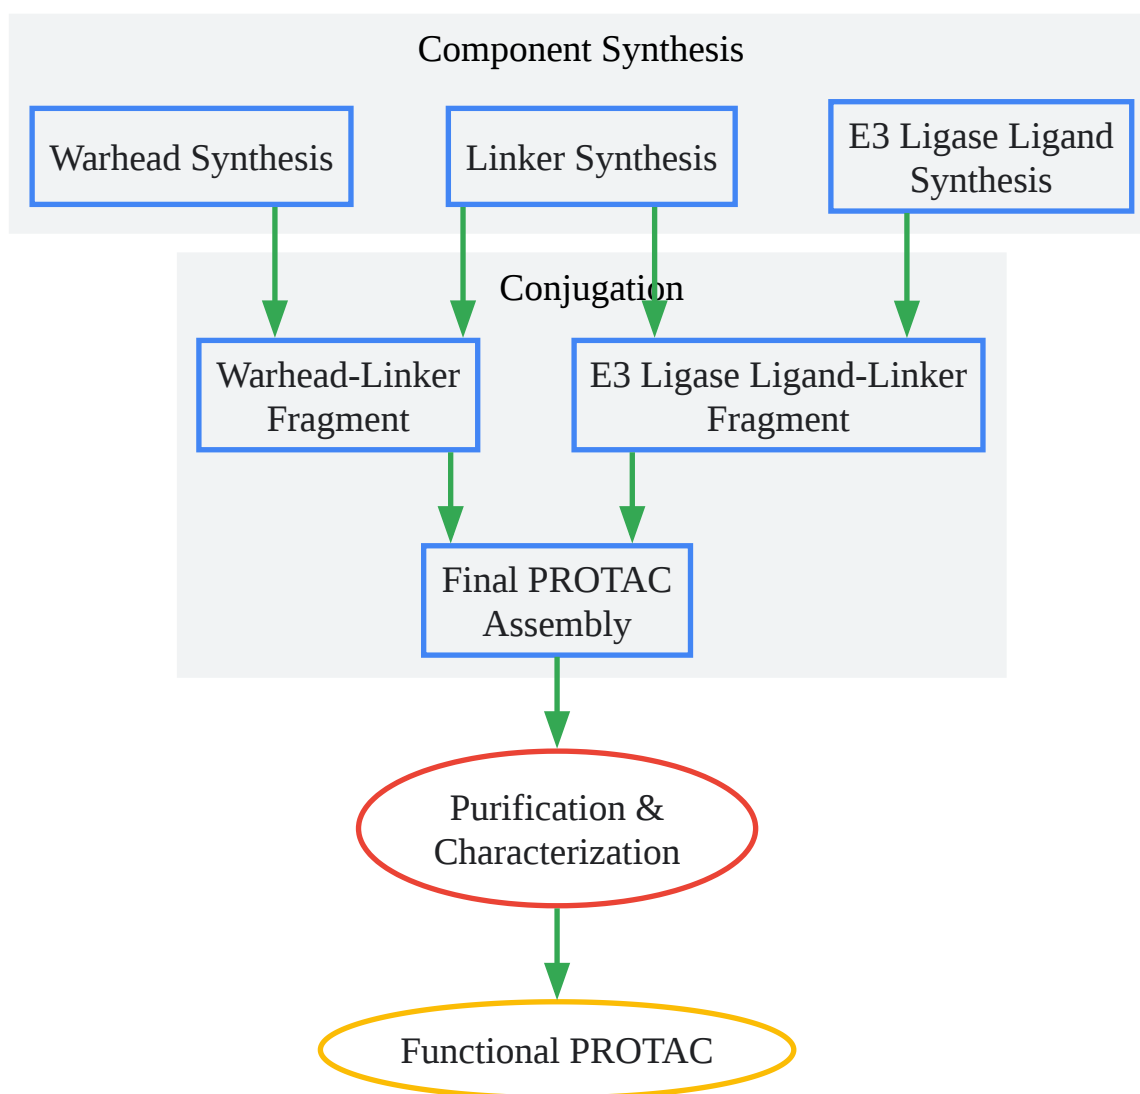 Component Synthesis
Warhead Synthesis
Linker Synthesis
E3 Ligase Ligand
Synthesis
Conjugation
Warhead-Linker
Fragment
E3 Ligase Ligand-Linker
Fragment
Final PROTAC
Assembly
Purification &
Characterization
Functional PROTAC